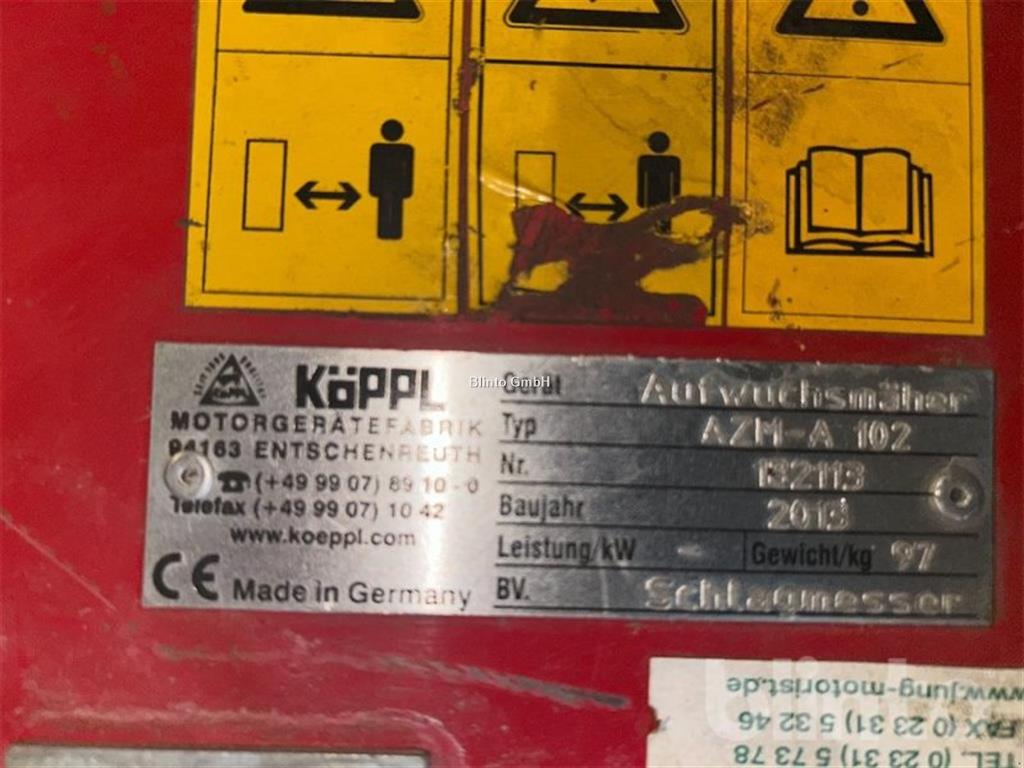 KÖPPL
MOTORGERÄTEFABRIK
94163 ENTSCHENREUTH
☎ (+49 99 07) 89 10 - 0
Telefax (+49 99 07) 10 42
www.koeppl.com
CE Made in Germany
Gerät Aufwuchsmäher
Typ AZM-A 102
Nr.
Baujahr
Leistung/kW - Gewicht/kg 97
BV. Schlagmesser
Blinto GmbH
www.jung-motorist.de
FAX (0 23 31) 5 32 46
TEL. (0 23 31) 5 73 78
blinto